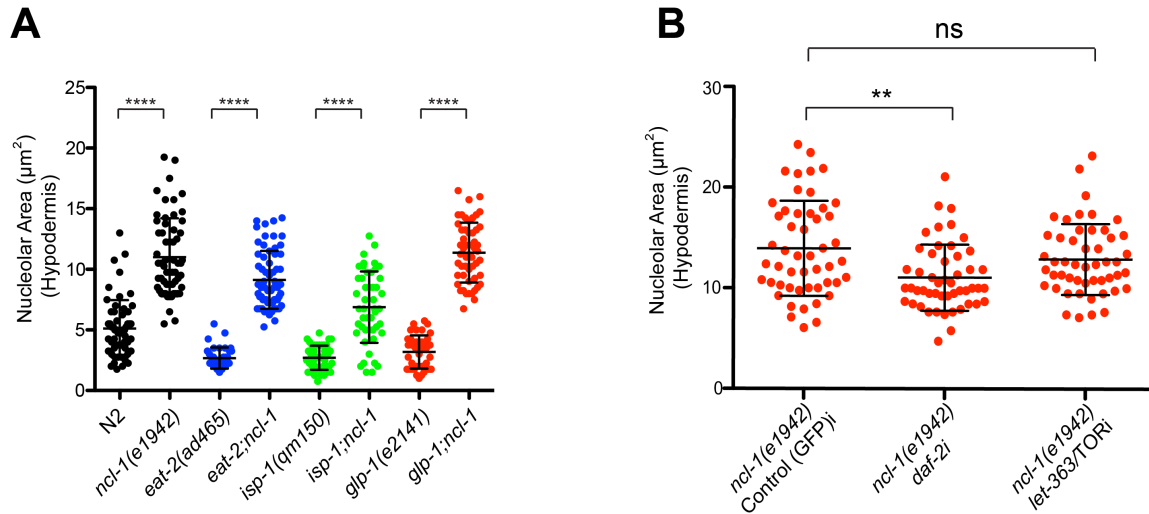 A
Nucleolar Area (μm²)
(Hypodermis)
25
20
15
10
5
0
**** **** **** ****
N2
ncl-1(e1942)
eat-2(ad465)
eat-2;ncl-1
isp-1(qm150)
isp-1;ncl-1
glp-1(e2141)
glp-1;ncl-1
B
ns
**
Nucleolar Area (μm²)
(Hypodermis)
30
20
10
0
ncl-1(e1942)
Control (GFP)i
ncl-1(e1942)
daf-2i
ncl-1(e1942)
let-363/TORi